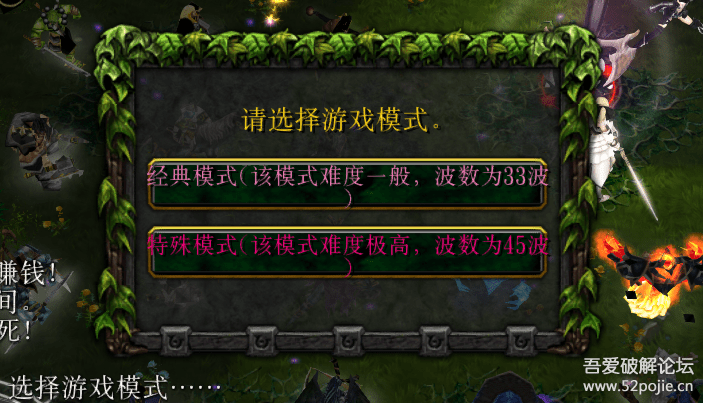 请选择游戏模式。
经典模式(该模式难度一般，波数为33波
)
特殊模式(该模式难度极高，波数为45波
)
赚钱!
间。
死!
选择游戏模式……
吾爱破解论坛
www.52pojie.cn